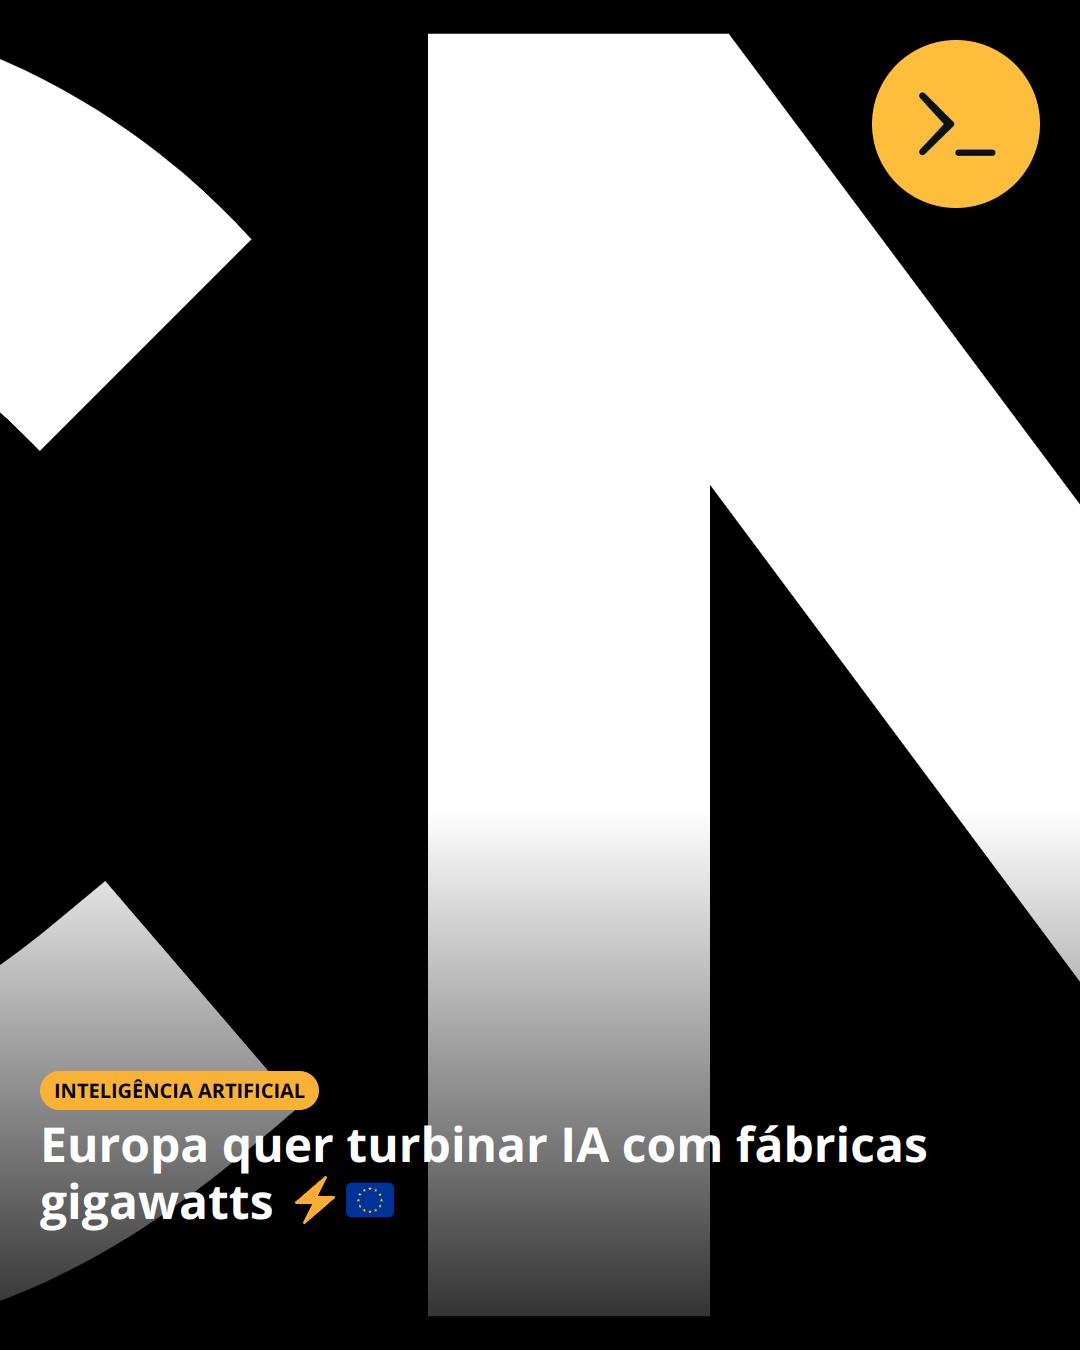 INTELIGÊNCIA ARTIFICIAL
Europa quer turbinar IA com fábricas
gigawatts ⚡🇪🇺